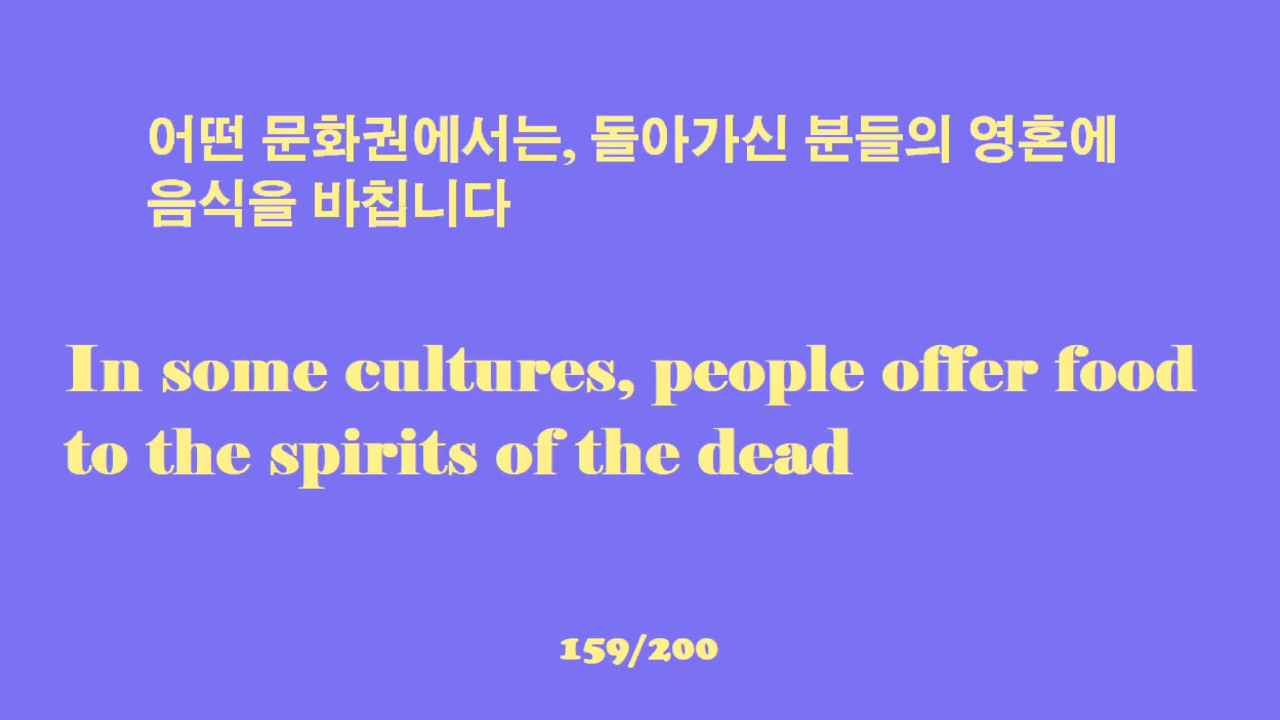 어떤 문화권에서는, 돌아가신 분들의 영혼에
음식을 바칩니다
In some cultures, people offer food
to the spirits of the dead
159/200